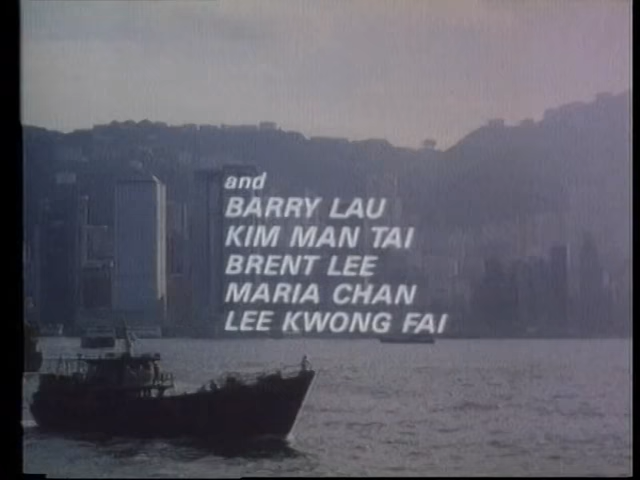 and
BARRY LAU
KIM MAN TAI
BRENT LEE
MARIA CHAN
LEE KWONG FAI